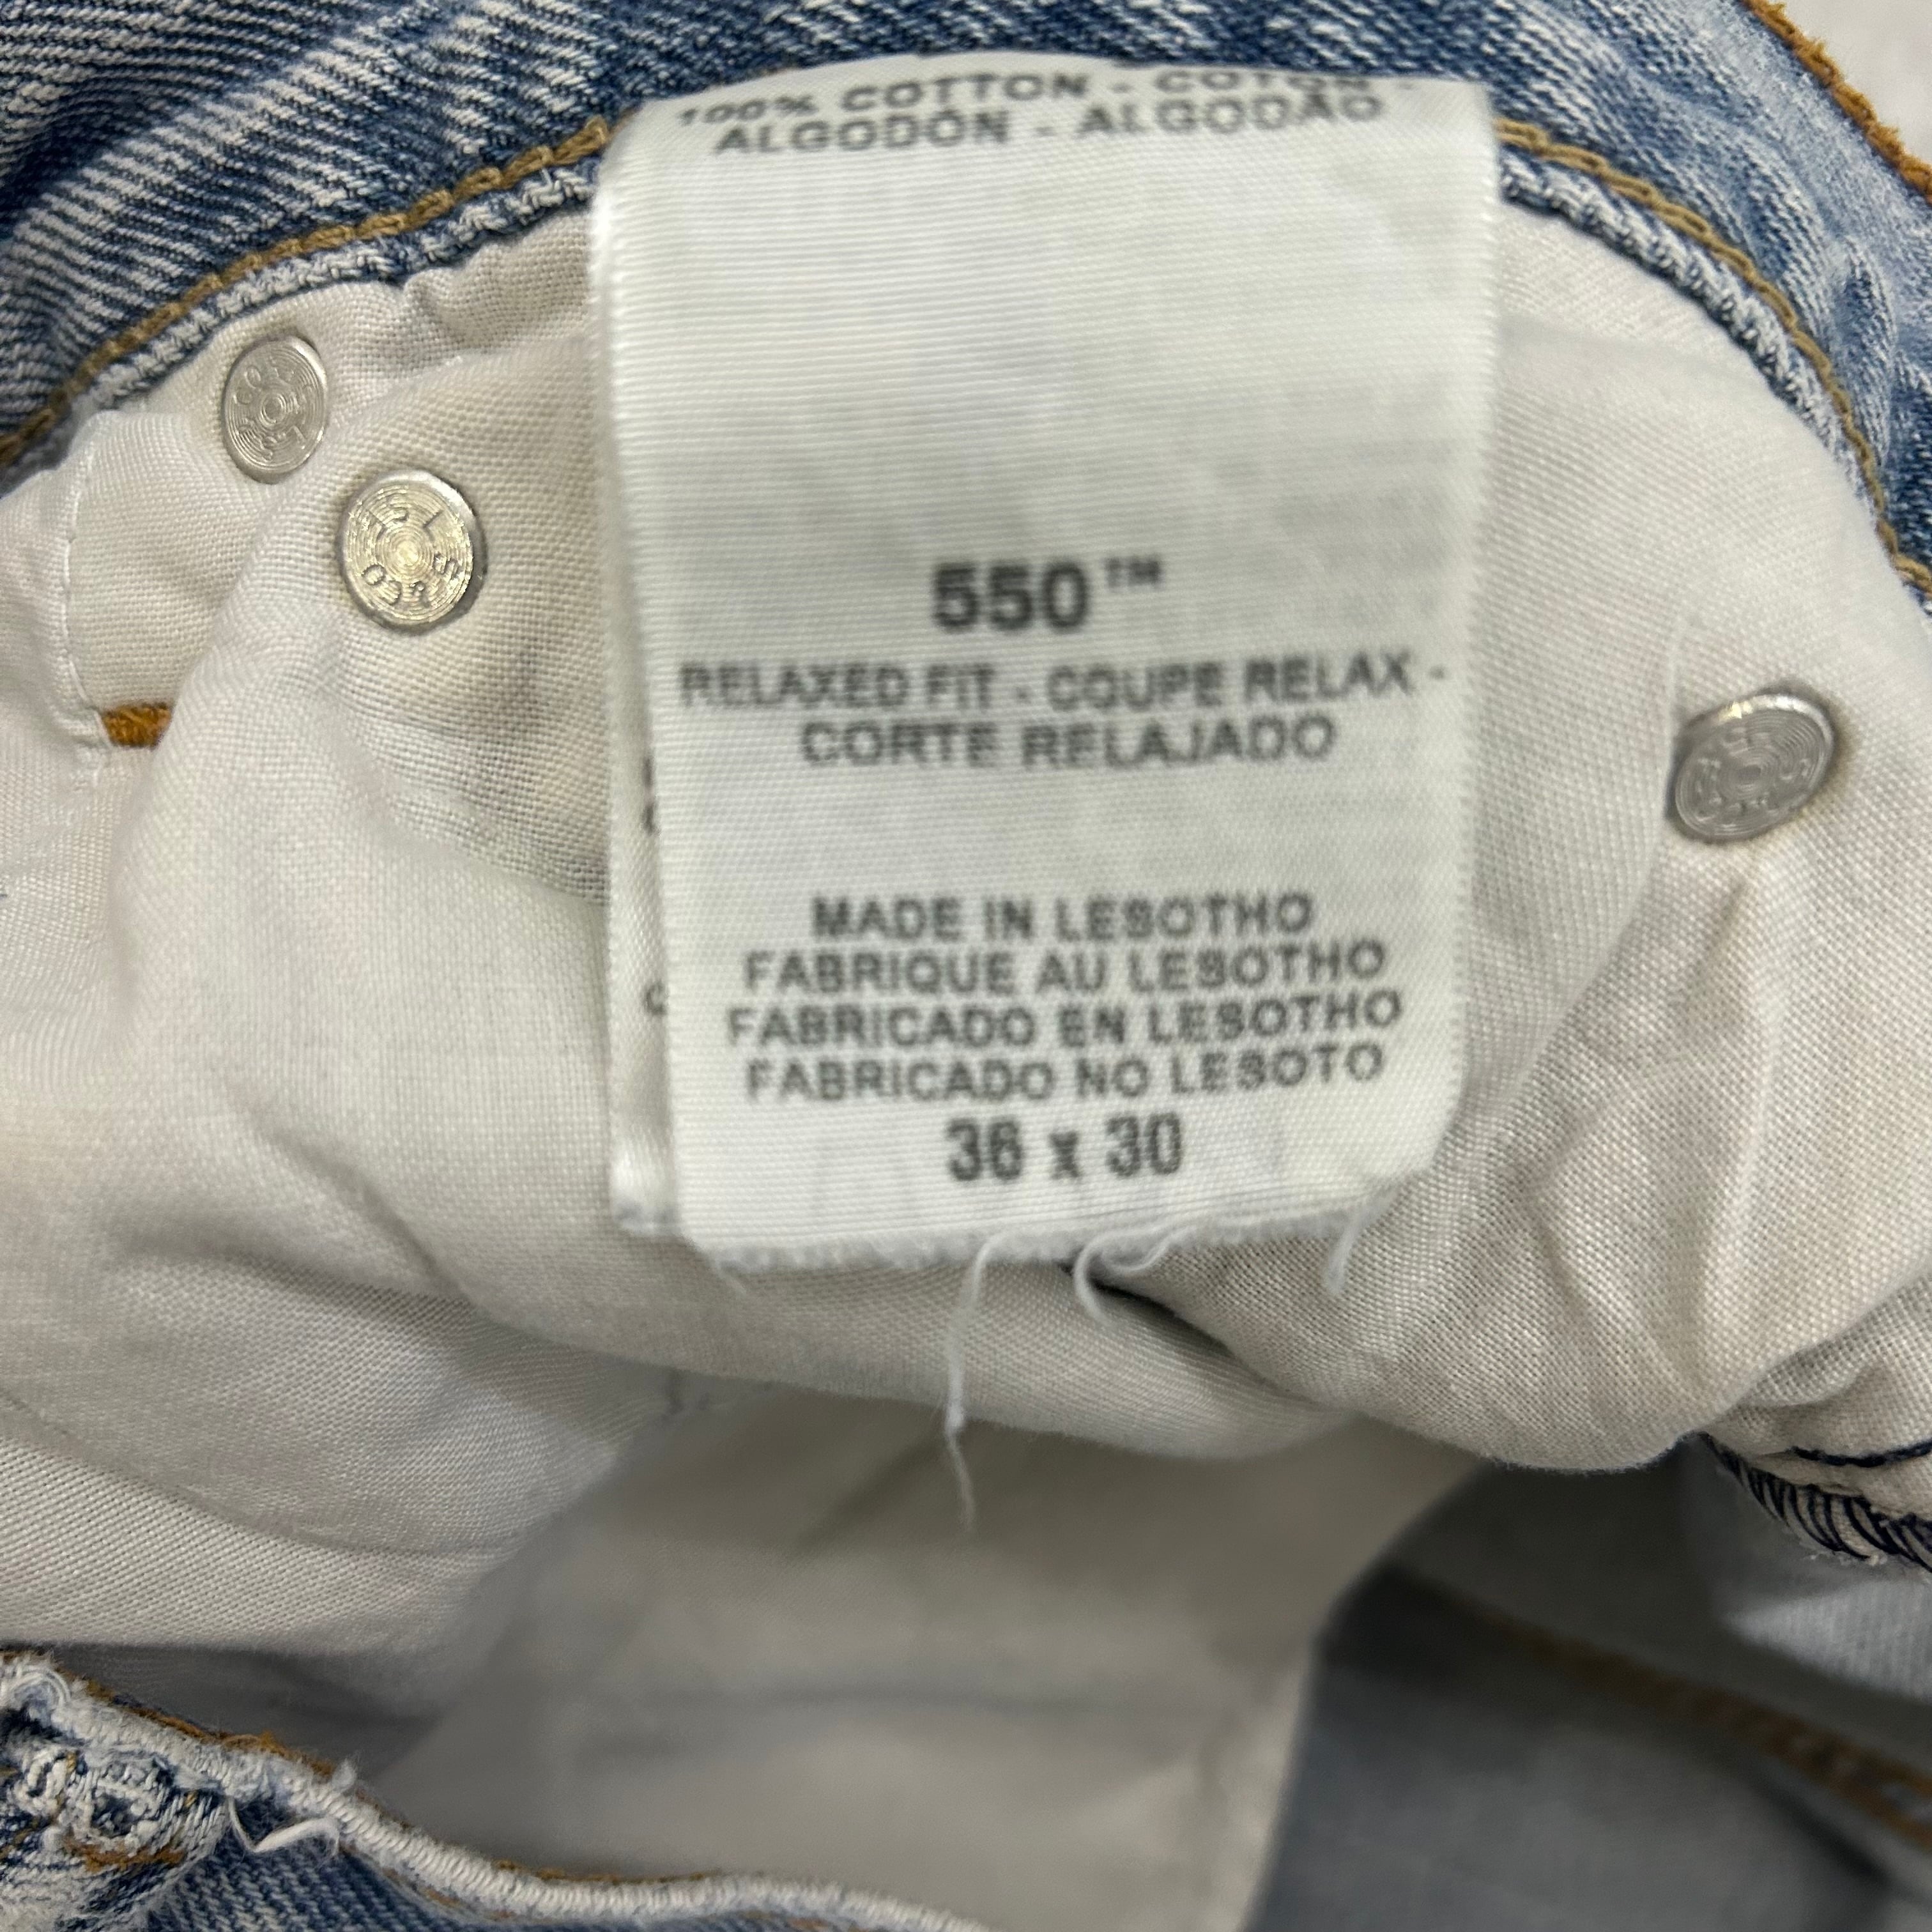 100% COTTON - COTON -
ALGODÓN - ALGODÃO
550™
RELAXED FIT - COUPE RELAX -
CORTE RELAJADO
MADE IN LESOTHO
FABRIQUE AU LESOTHO
FABRICADO EN LESOTHO
FABRICADO NO LESOTO
36 x 30